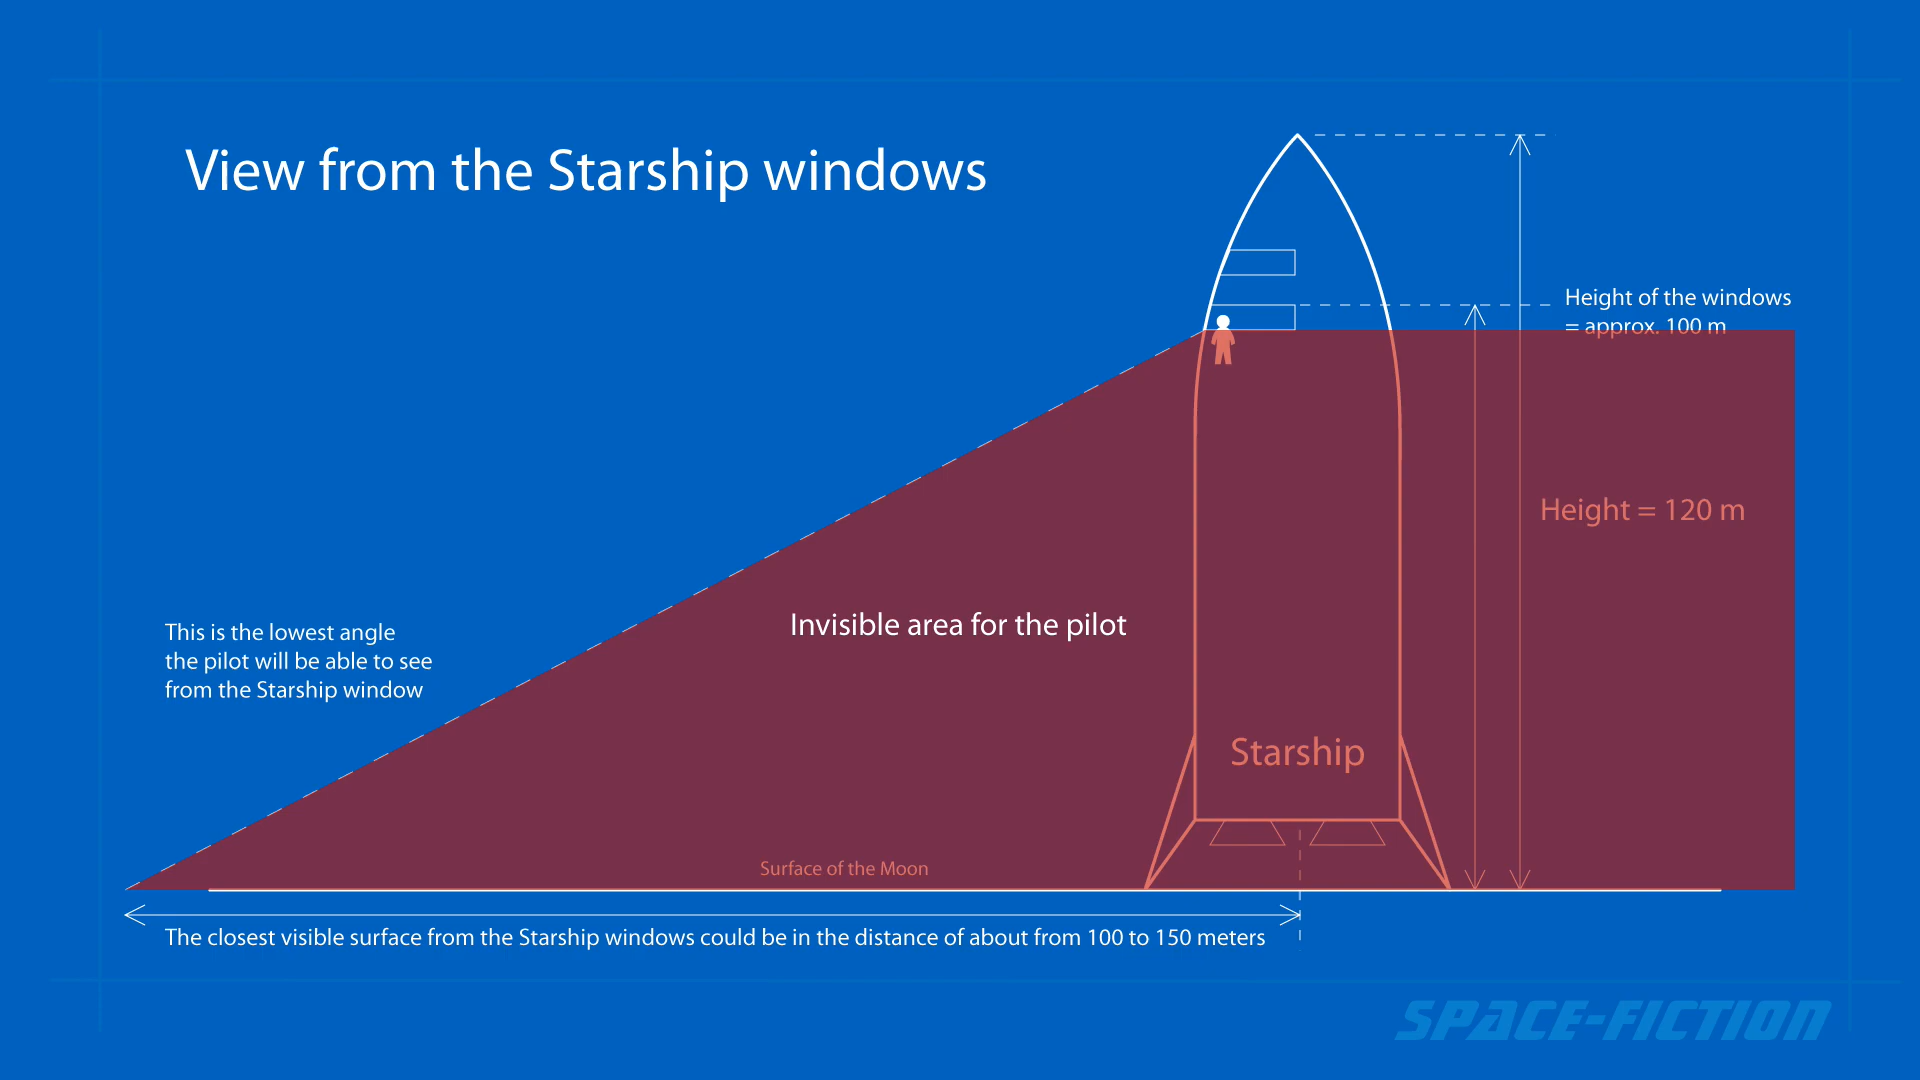 View from the Starship windows
Height of the windows
= approx. 100 m
Height = 120 m
Invisible area for the pilot
This is the lowest angle
the pilot will be able to see
from the Starship window
Starship
Surface of the Moon
The closest visible surface from the Starship windows could be in the distance of about from 100 to 150 meters
SPACE-FICTION